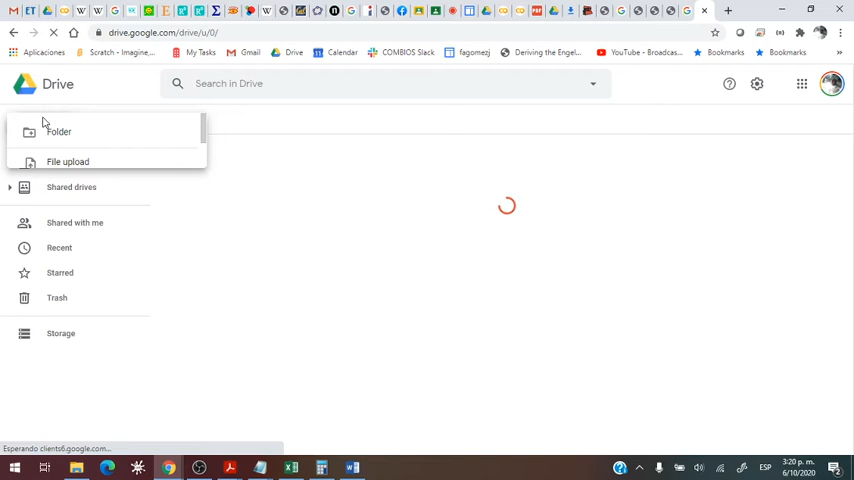 drive.google.com/drive/u/0/
Aplicaciones
Scratch - Imagine,...
My Tasks
Gmail
Drive
Calendar
COMBIOS Slack
fagomezj
Deriving the Engel...
YouTube - Broadcas...
Bookmarks
Bookmarks
»
Drive
Search in Drive
Folder
File upload
Shared drives
Shared with me
Recent
Starred
Trash
Storage
Esperando clients6.google.com...
ESP
3:20 p. m.
6/10/2020
2